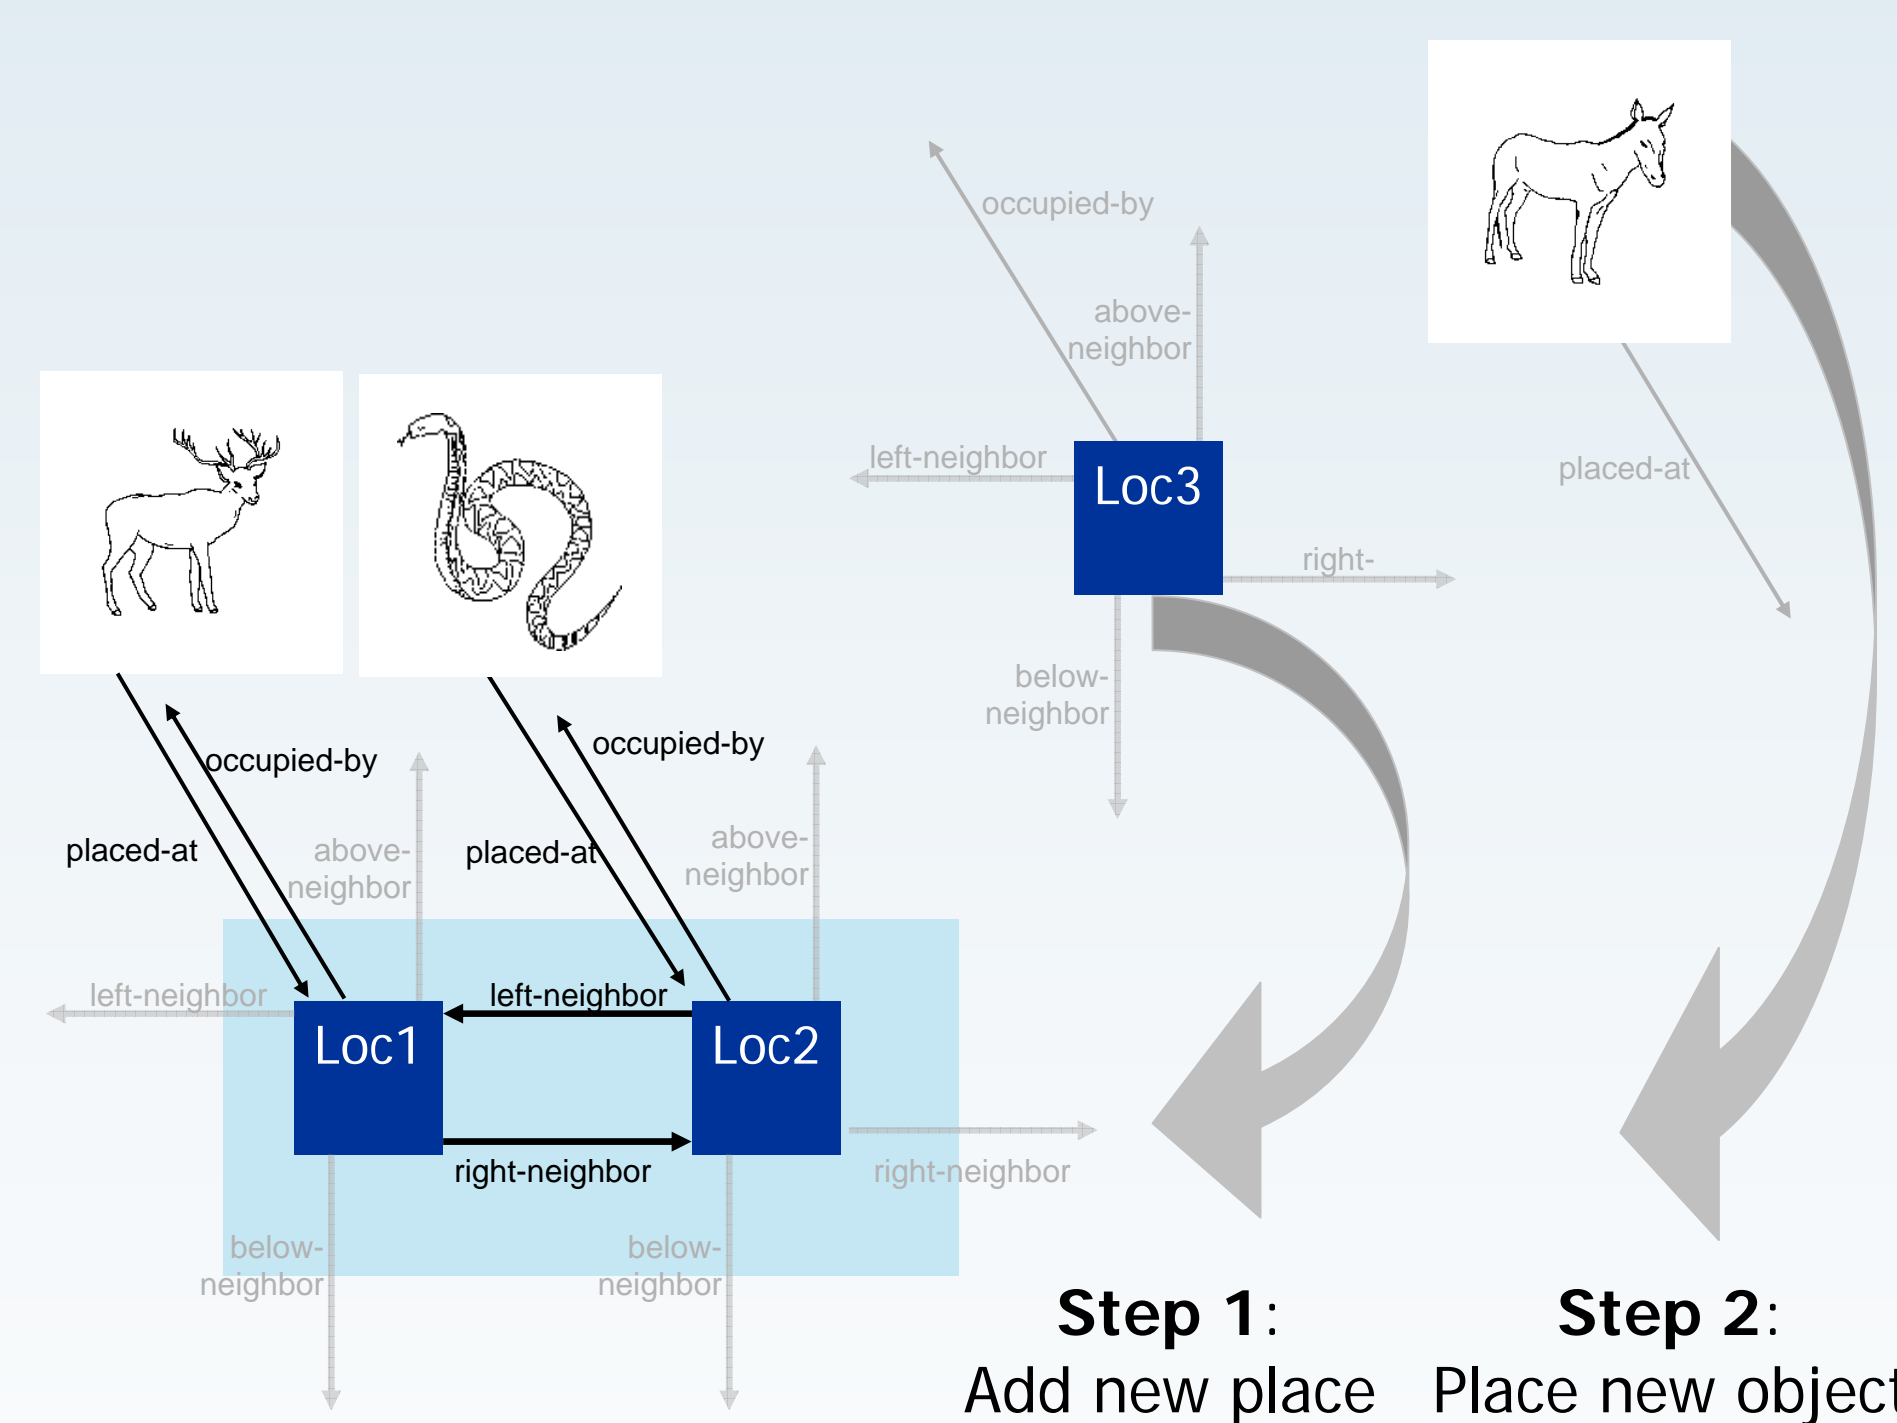 occupied-by
above-
neighbor
left-neighbor
Loc3
placed-at
right-
below-
neighbor
occupied-by
occupied-by
placed-at
above-
neighbor
placed-at
above-
neighbor
left-neighbor
left-neighbor
Loc1
Loc2
right-neighbor
right-neighbor
below-
neighbor
below-
neighbor
Step 1:
Add new place
Step 2:
Place new object